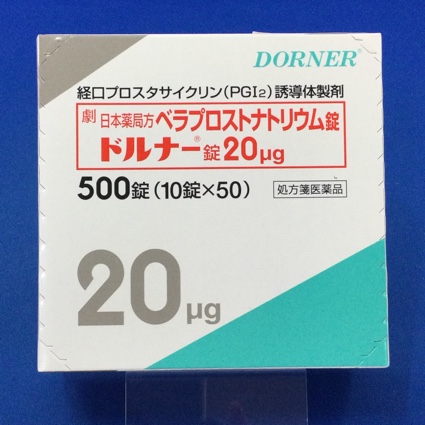 DORNER®
経口プロスタサイクリン(PGI₂)誘導体製剤
劇 日本薬局方 ベラプロストナトリウム錠
ドルナー®錠20μg
500錠(10錠×50) 処方箋医薬品
20μg